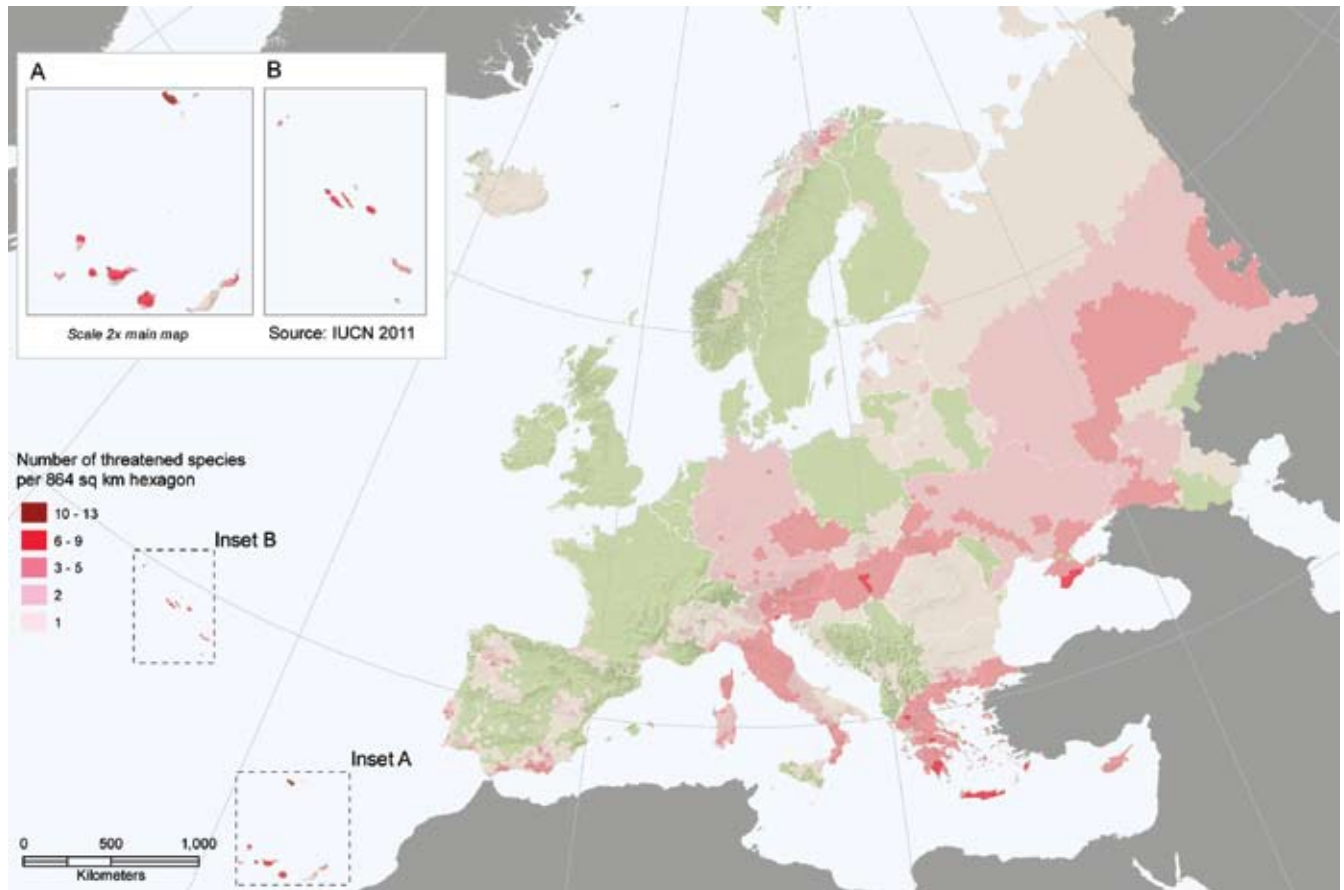 A
B
Scale 2x main map
Source: IUCN 2011
Number of threatened species
per 864 sq km hexagon
10 - 13
6 - 9
3 - 5
2
1
Inset B
Inset A
0 500 1,000
Kilometers